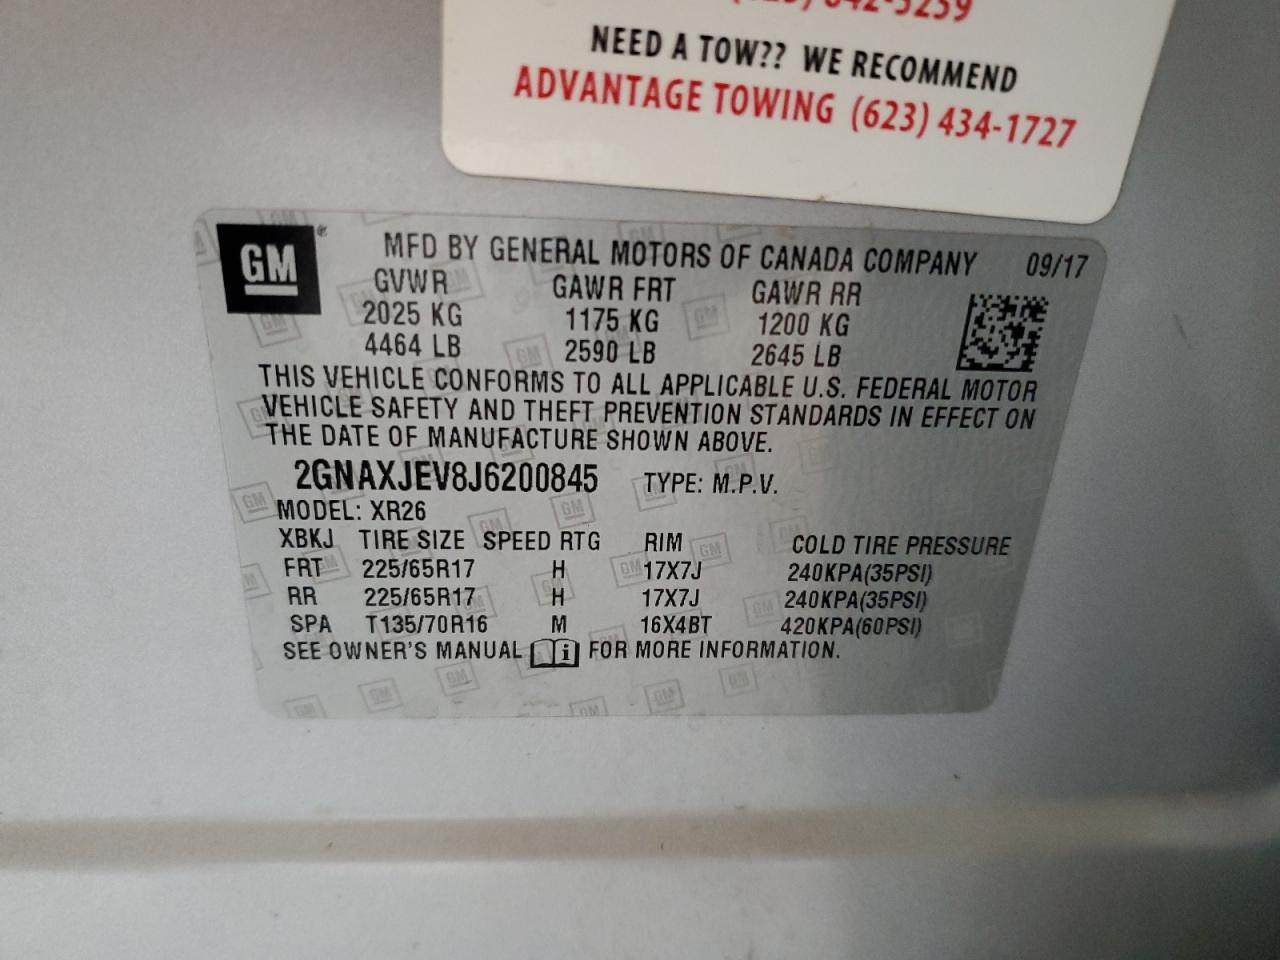 NEED A TOW?? WE RECOMMEND
ADVANTAGE TOWING (623) 434-1727
GM
MFD BY GENERAL MOTORS OF CANADA COMPANY 09/17
GVWR GAWR FRT GAWR RR
2025 KG 1175 KG 1200 KG
4464 LB 2590 LB 2645 LB
THIS VEHICLE CONFORMS TO ALL APPLICABLE U.S. FEDERAL MOTOR
VEHICLE SAFETY AND THEFT PREVENTION STANDARDS IN EFFECT ON
THE DATE OF MANUFACTURE SHOWN ABOVE.
2GNAXJEV8J6200845 TYPE: M.P.V.
MODEL: XR26
XBKJ TIRE SIZE SPEED RTG RIM COLD TIRE PRESSURE
FRT 225/65R17 H 17X7J 240KPA(35PSI)
RR 225/65R17 H 17X7J 240KPA(35PSI)
SPA T135/70R16 M 16X4BT 420KPA(60PSI)
SEE OWNER'S MANUAL i FOR MORE INFORMATION.